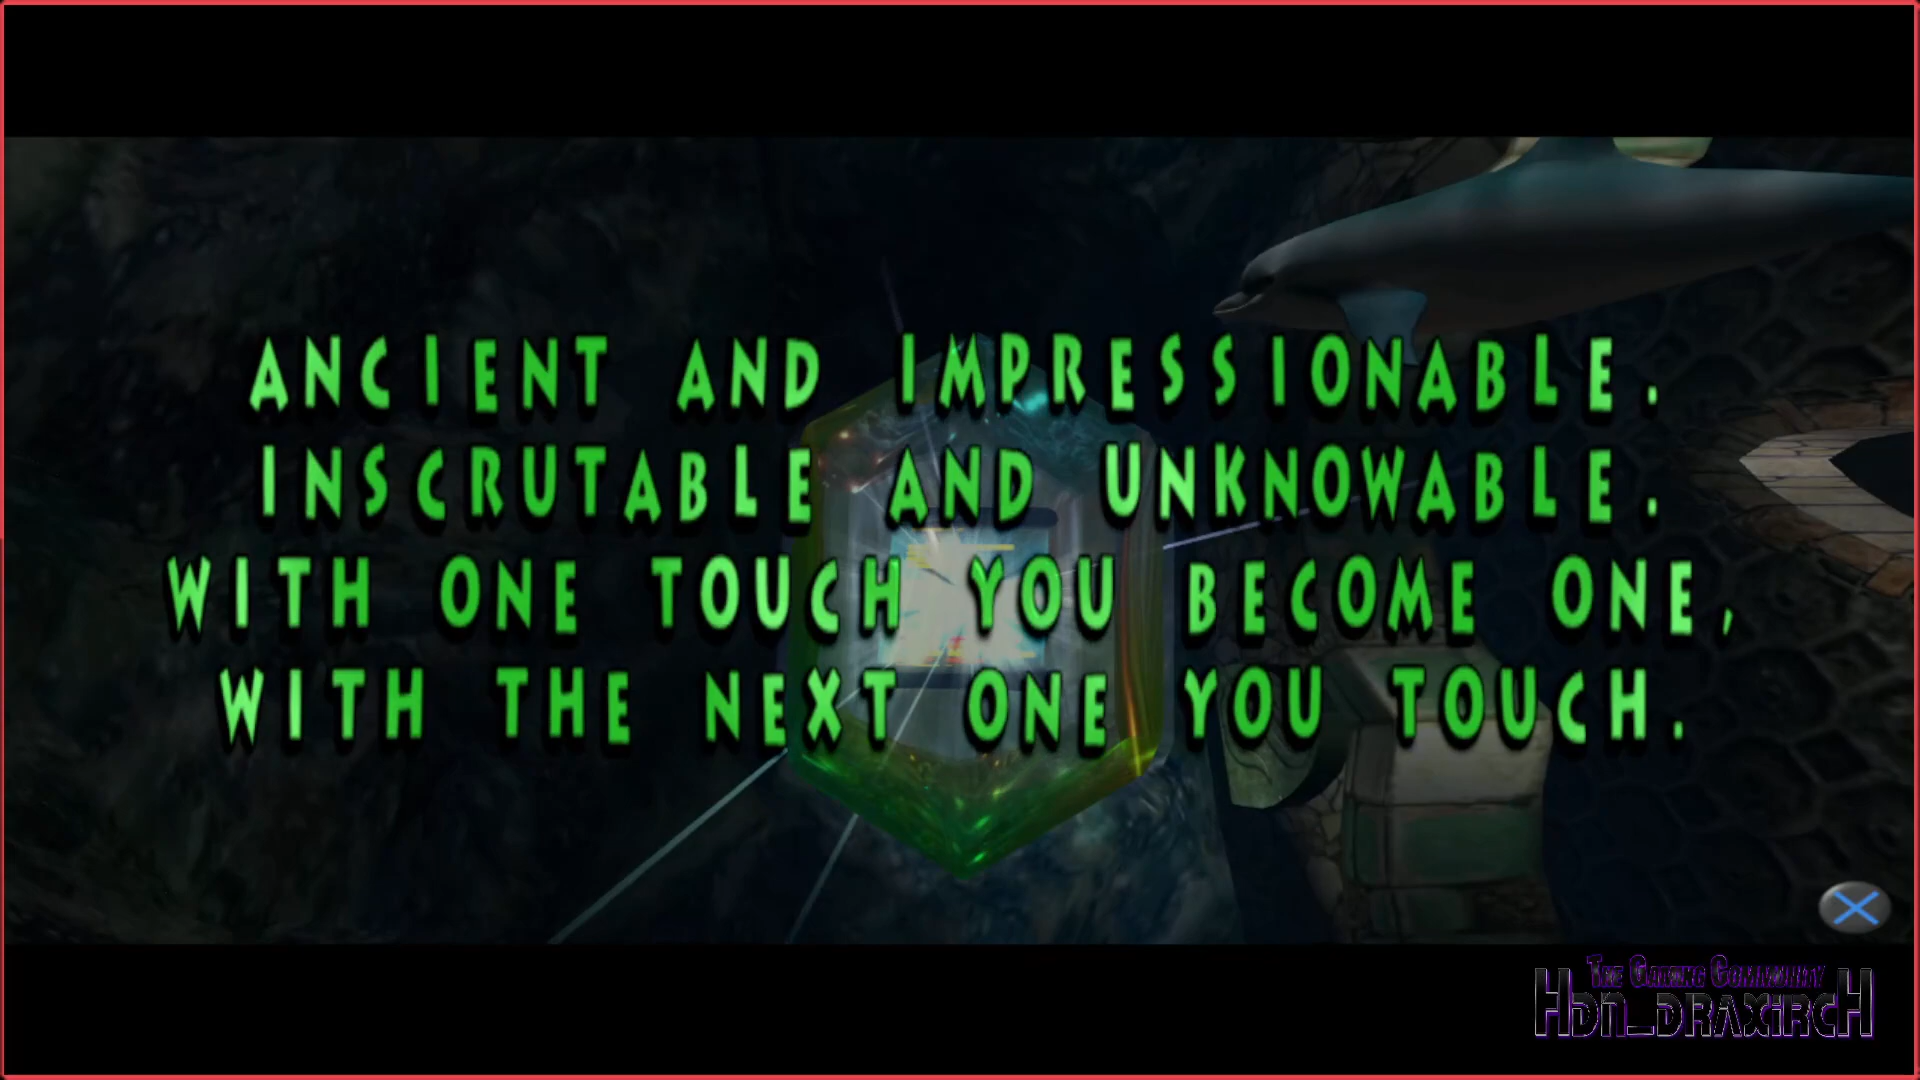 ANCIENT AND IMPRESSIONABLE.
INSCRUTABLE AND UNKNOWABLE.
WITH ONE TOUCH YOU BECOME ONE,
WITH THE NEXT ONE YOU TOUCH.
The Gaming Community
HDN_DRAXIRCH